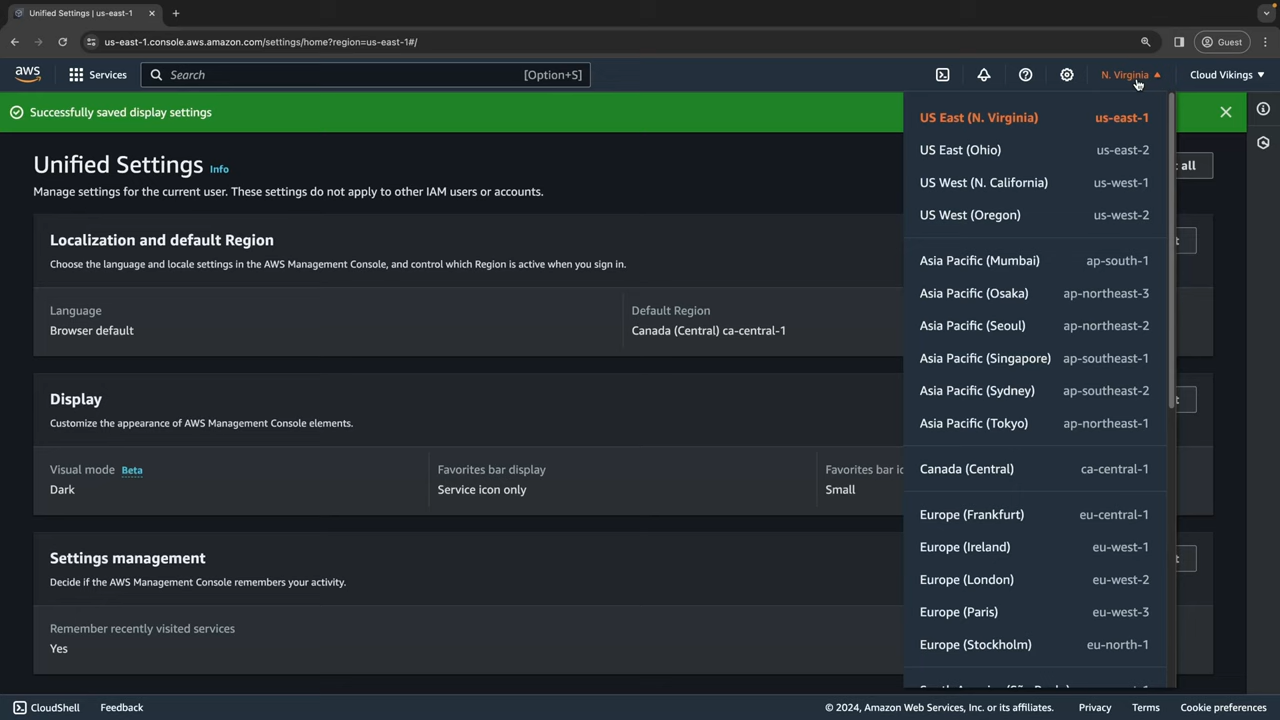 Unified Settings | us-east-1
us-east-1.console.aws.amazon.com/settings/home?region=us-east-1#/
Guest
aws
Services
Search
[Option+S]
N. Virginia
Cloud Vikings
Successfully saved display settings
Unified Settings Info
Manage settings for the current user. These settings do not apply to other IAM users or accounts.
all
Localization and default Region
Choose the language and locale settings in the AWS Management Console, and control which Region is active when you sign in.
Language
Browser default
Default Region
Canada (Central) ca-central-1
Display
Customize the appearance of AWS Management Console elements.
Visual mode Beta
Dark
Favorites bar display
Service icon only
Favorites bar
Small
Settings management
Decide if the AWS Management Console remembers your activity.
Remember recently visited services
Yes
US East (N. Virginia) us-east-1
US East (Ohio) us-east-2
US West (N. California) us-west-1
US West (Oregon) us-west-2
Asia Pacific (Mumbai) ap-south-1
Asia Pacific (Osaka) ap-northeast-3
Asia Pacific (Seoul) ap-northeast-2
Asia Pacific (Singapore) ap-southeast-1
Asia Pacific (Sydney) ap-southeast-2
Asia Pacific (Tokyo) ap-northeast-1
Canada (Central) ca-central-1
Europe (Frankfurt) eu-central-1
Europe (Ireland) eu-west-1
Europe (London) eu-west-2
Europe (Paris) eu-west-3
Europe (Stockholm) eu-north-1
CloudShell
Feedback
© 2024, Amazon Web Services, Inc. or its affiliates.
Privacy
Terms
Cookie preferences